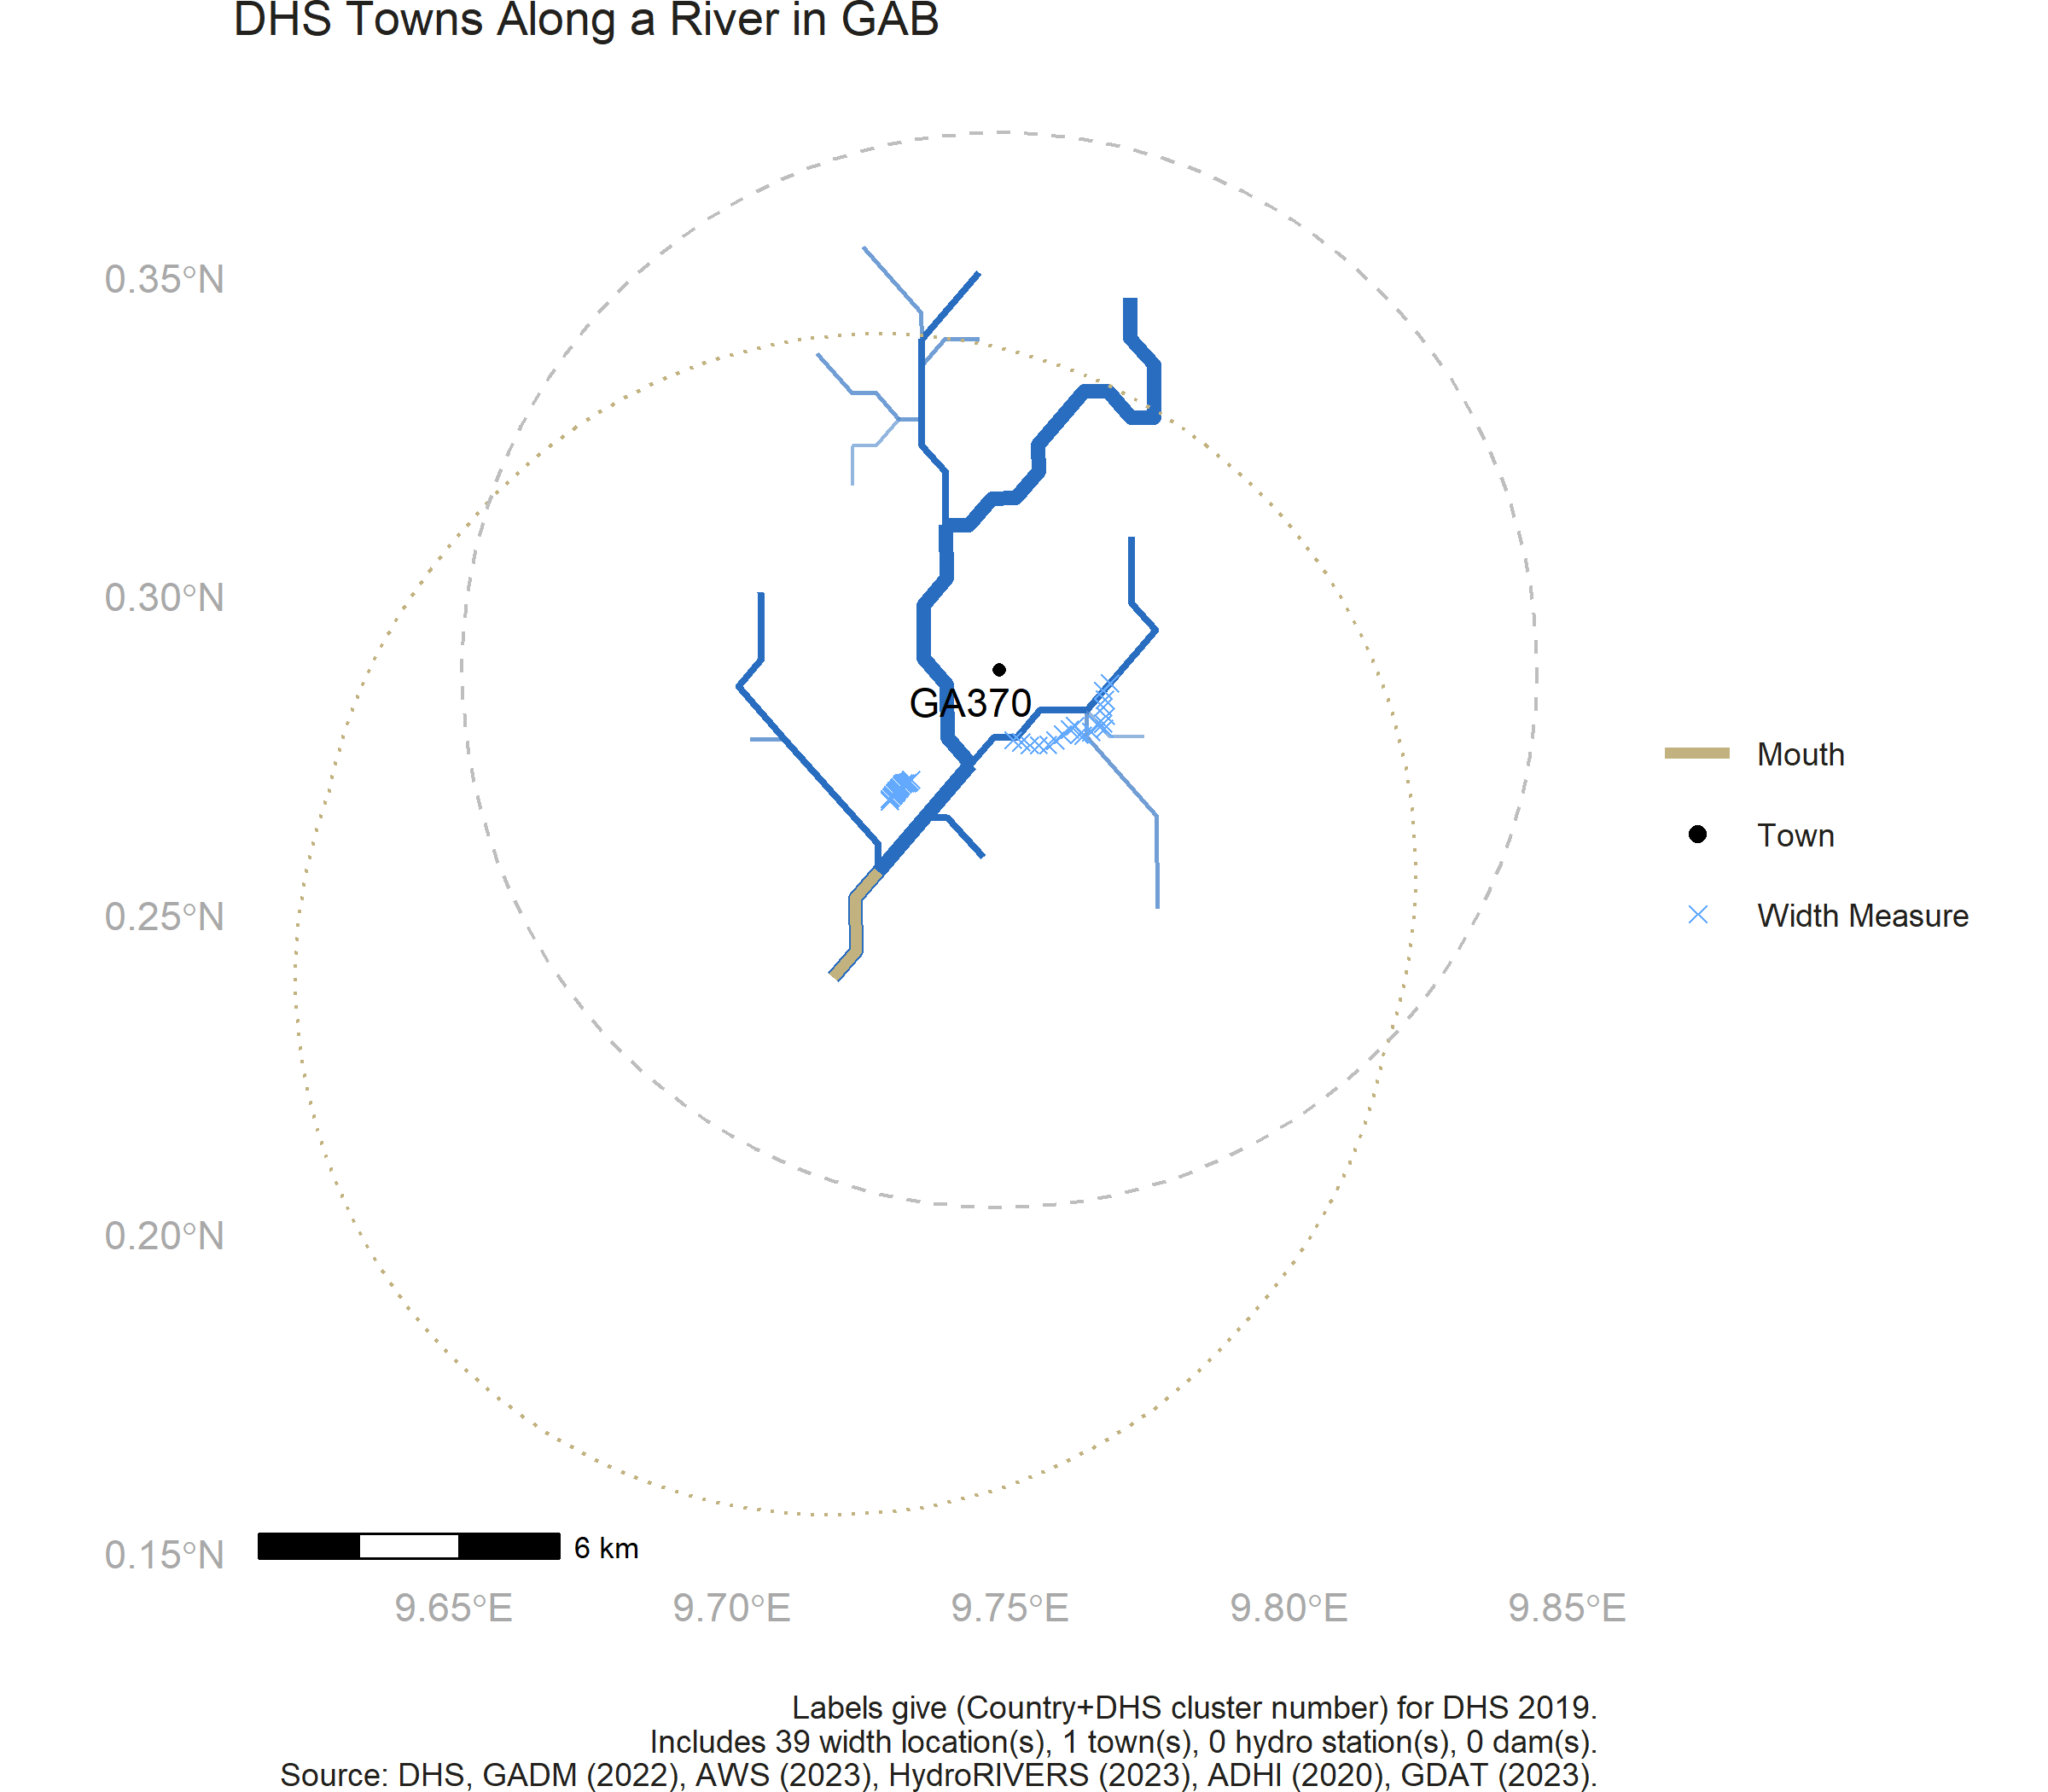 DHS Towns Along a River in GAB
0.35°N
0.30°N
0.25°N
0.20°N
0.15°N
GA370
Mouth
Town
Width Measure
6 km
9.65°E
9.70°E
9.75°E
9.80°E
9.85°E
Labels give (Country+DHS cluster number) for DHS 2019.
Includes 39 width location(s), 1 town(s), 0 hydro station(s), 0 dam(s).
Source: DHS, GADM (2022), AWS (2023), HydroRIVERS (2023), ADHI (2020), GDAT (2023).